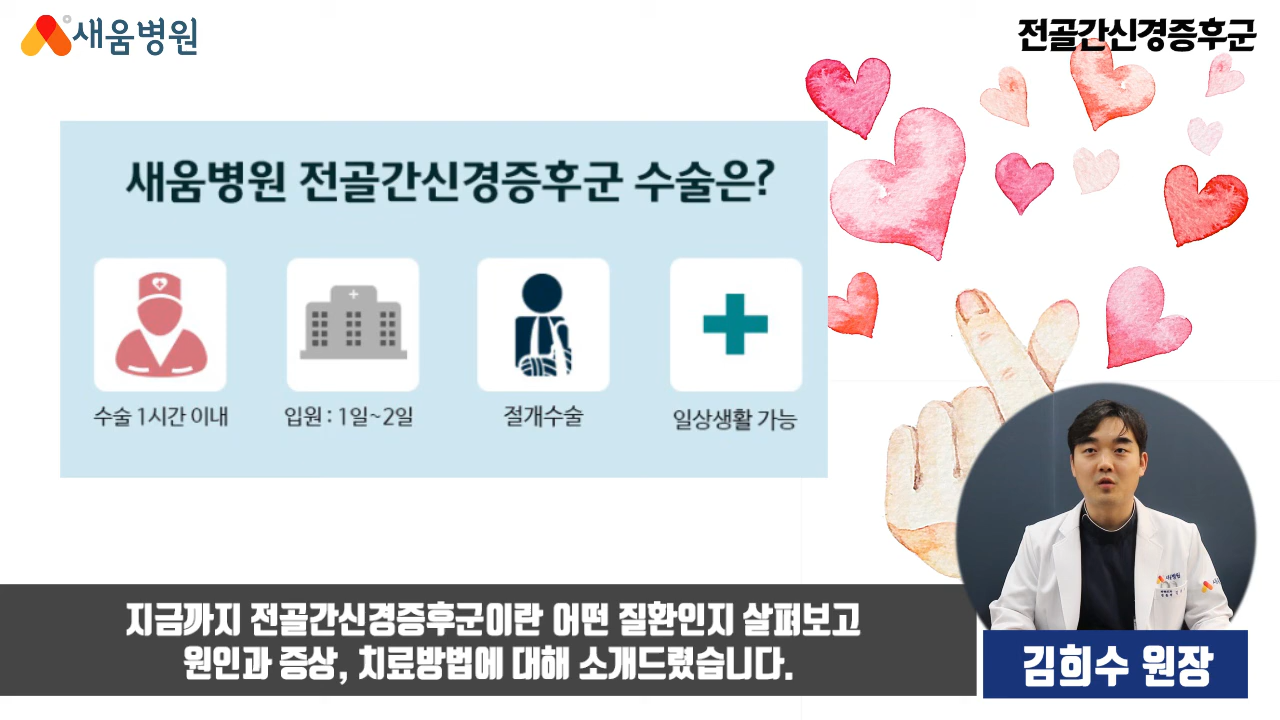 새움병원
전골간신경증후군
새움병원 전골간신경증후군 수술은?
수술 1시간 이내
입원 : 1일~2일
절개수술
일상생활 가능
지금까지 전골간신경증후군이란 어떤 질환인지 살펴보고
원인과 증상, 치료방법에 대해 소개드렸습니다.
새움병원
김희수 원장